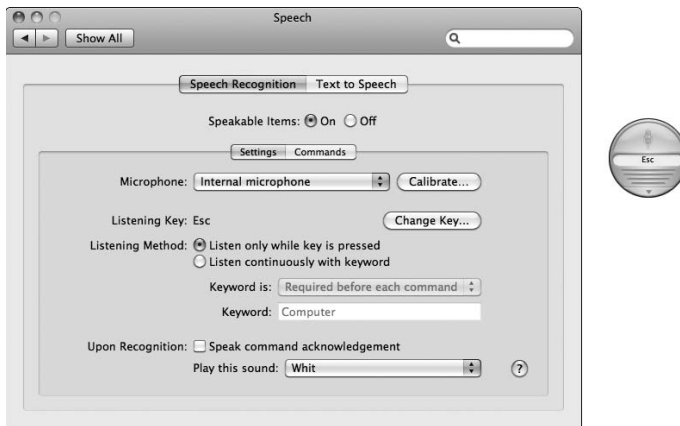 Speech
Show All
Speech Recognition Text to Speech
Speakable Items: On Off
Settings Commands
Microphone: Internal microphone Calibrate...
Esc
Listening Key: Esc Change Key...
Listening Method: Listen only while key is pressed
Listen continuously with keyword
Keyword is: Required before each command
Keyword: Computer
Upon Recognition: Speak command acknowledgement
Play this sound: Whit ?